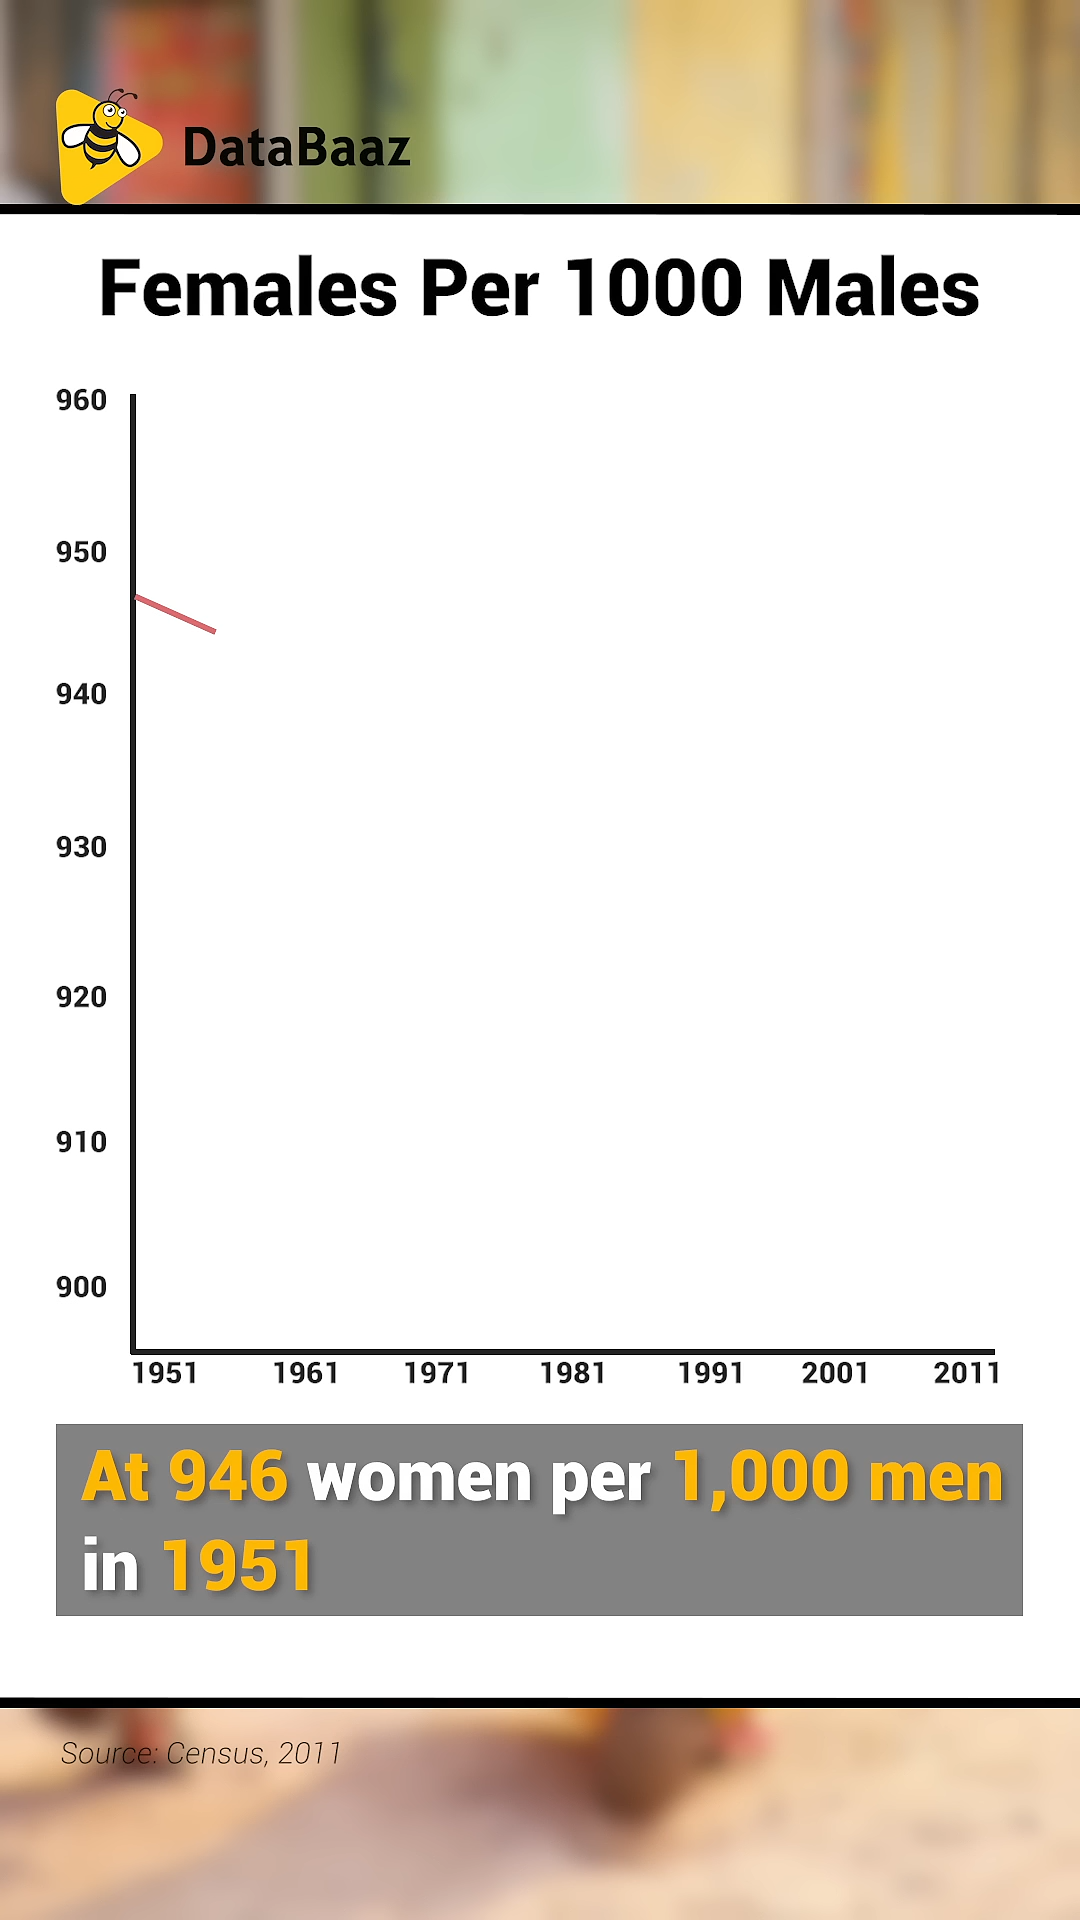 DataBaaz
Females Per 1000 Males
960
950
940
930
920
910
900
1951 1961 1971 1981 1991 2001 2011
At 946 women per 1,000 men
in 1951
Source: Census, 2011